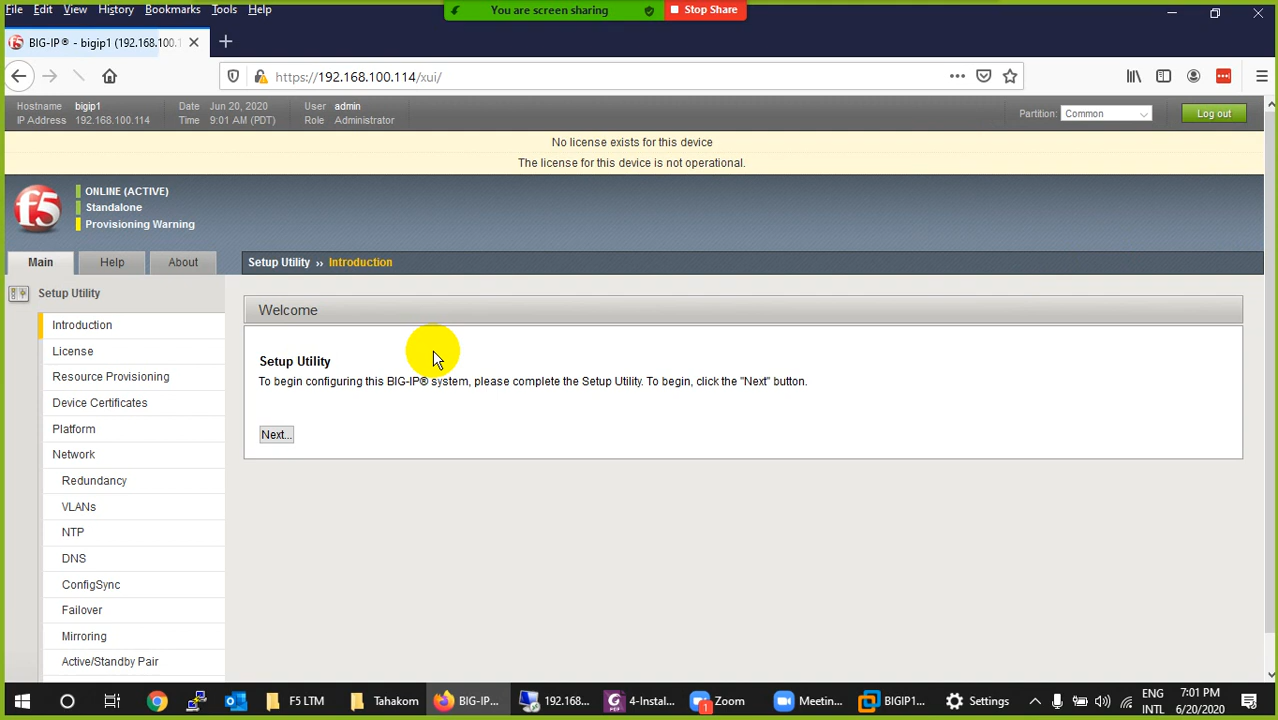 File Edit View History Bookmarks Tools Help
You are screen sharing
Stop Share
BIG-IP ® - bigip1 (192.168.100.1
https://192.168.100.114/xui/
Hostname bigip1 Date Jun 20, 2020 User admin
IP Address 192.168.100.114 Time 9:01 AM (PDT) Role Administrator
Partition: Common
Log out
No license exists for this device
The license for this device is not operational.
f5
ONLINE (ACTIVE)
Standalone
Provisioning Warning
Main Help About
Setup Utility ›› Introduction
Setup Utility
Introduction
License
Resource Provisioning
Device Certificates
Platform
Network
Redundancy
VLANs
NTP
DNS
ConfigSync
Failover
Mirroring
Active/Standby Pair
Welcome
Setup Utility
To begin configuring this BIG-IP® system, please complete the Setup Utility. To begin, click the "Next" button.
Next...
F5 LTM
Tahakom
BIG-IP...
192.168...
4-Instal...
1
Zoom
Meetin...
BIGIP1...
Settings
ENG
INTL
7:01 PM
6/20/2020